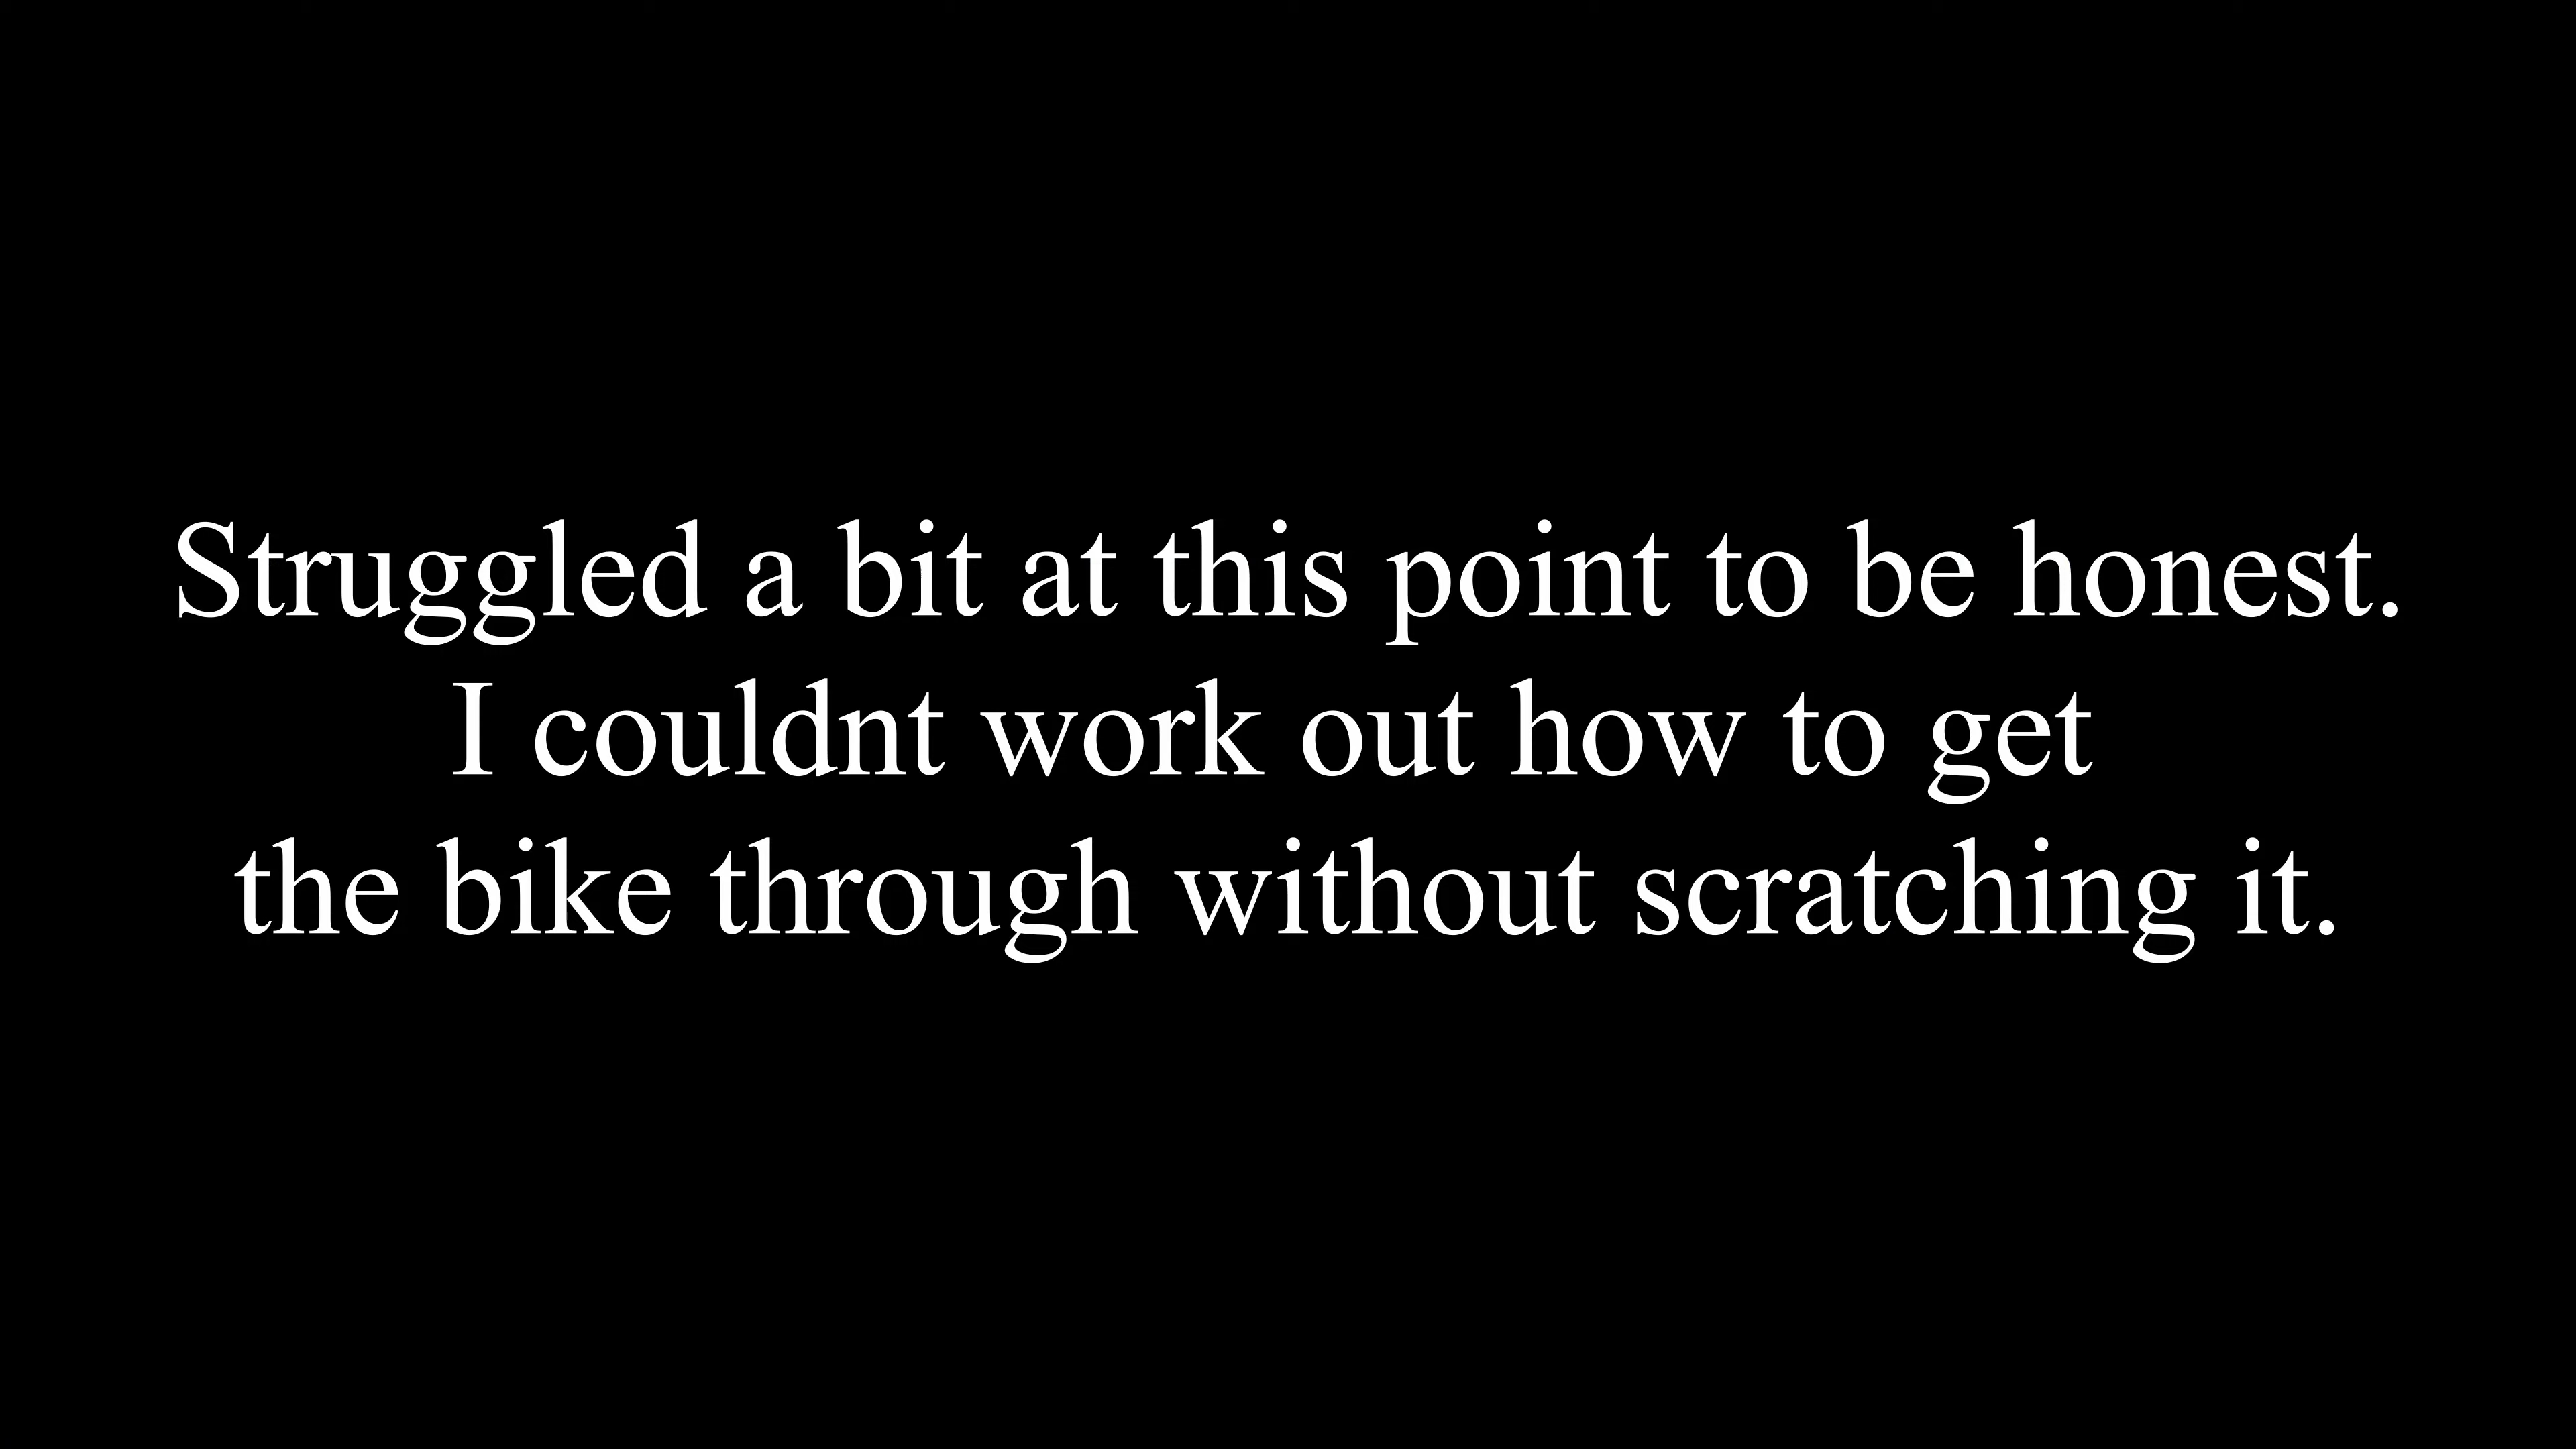 Struggled a bit at this point to be honest.
I couldnt work out how to get
the bike through without scratching it.